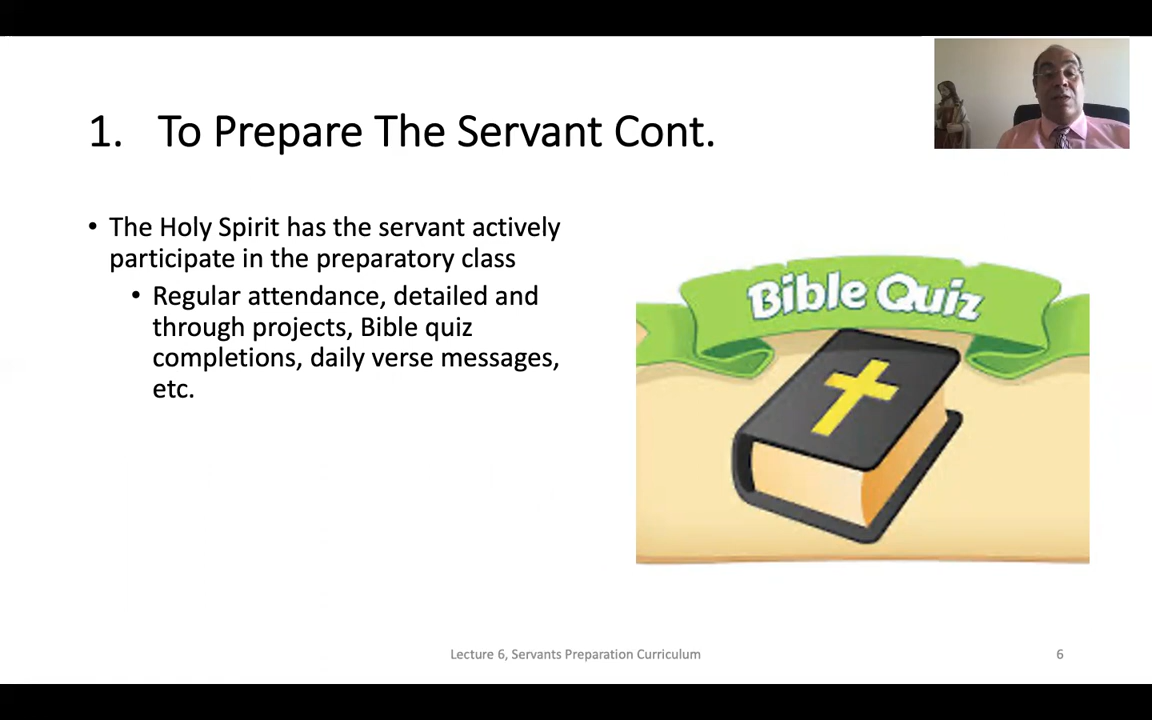 1. To Prepare The Servant Cont.
• The Holy Spirit has the servant actively
participate in the preparatory class
• Regular attendance, detailed and
through projects, Bible quiz
completions, daily verse messages,
etc.
Bible Quiz
Lecture 6, Servants Preparation Curriculum
6